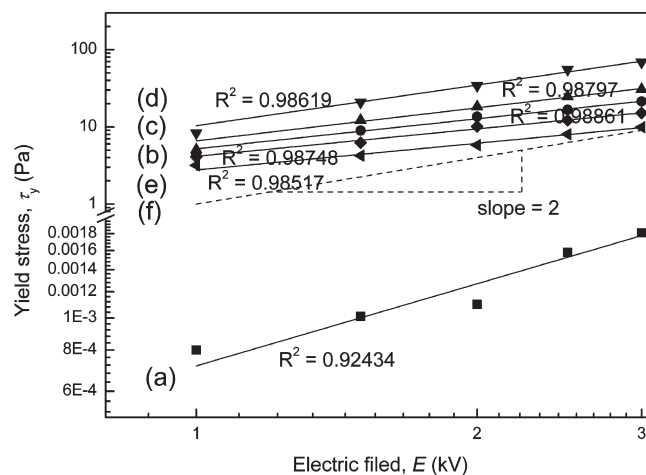 100
10
1
0.0018
0.0016
0.0014
0.0012
1E-3
8E-4
6E-4
Yield stress, τy (Pa)
(d)
(c)
(b)
(e)
(f)
(a)
R² = 0.98619
R² = 0.98797
R² = 0.98861
R² = 0.98748
R² = 0.98517
slope = 2
R² = 0.92434
1
2
3
Electric filed, E (kV)